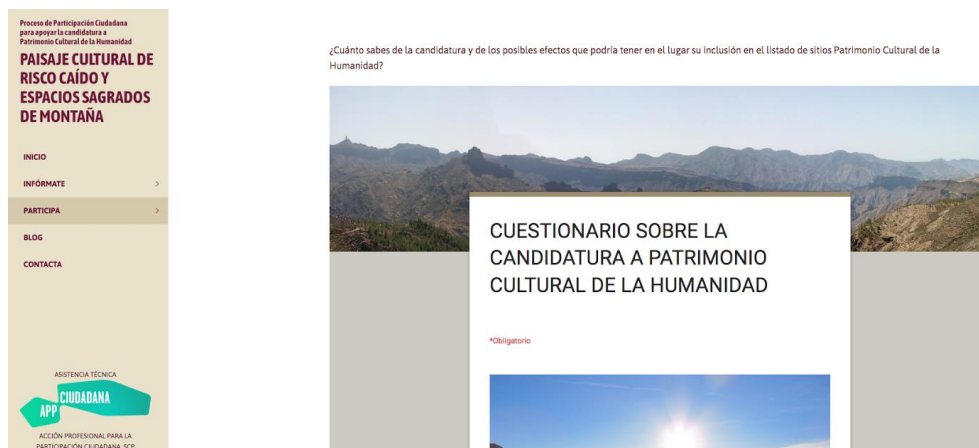 Proceso de Participación Ciudadana
para apoyar la candidatura a
Patrimonio Cultural de la Humanidad
PAISAJE CULTURAL DE
RISCO CAÍDO Y
ESPACIOS SAGRADOS
DE MONTAÑA
INICIO
INFÓRMATE
PARTICIPA
BLOG
CONTACTA
ASISTENCIA TÉCNICA
CIUDADANA
APP
ACCIÓN PROFESIONAL PARA LA
PARTICIPACIÓN CIUDADANA, SCP
¿Cuánto sabes de la candidatura y de los posibles efectos que podría tener en el lugar su inclusión en el listado de sitios Patrimonio Cultural de la
Humanidad?
CUESTIONARIO SOBRE LA
CANDIDATURA A PATRIMONIO
CULTURAL DE LA HUMANIDAD
*Obligatorio